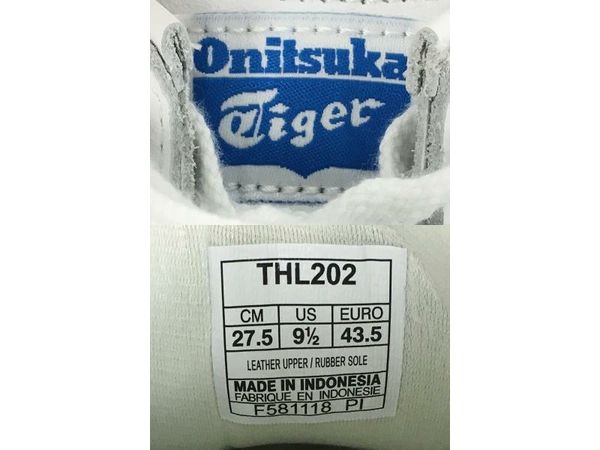 Onitsuka
Tiger
THL202
CM US EURO
27.5 9½ 43.5
LEATHER UPPER / RUBBER SOLE
MADE IN INDONESIA
FABRIQUE EN INDONESIE
F581118 PI